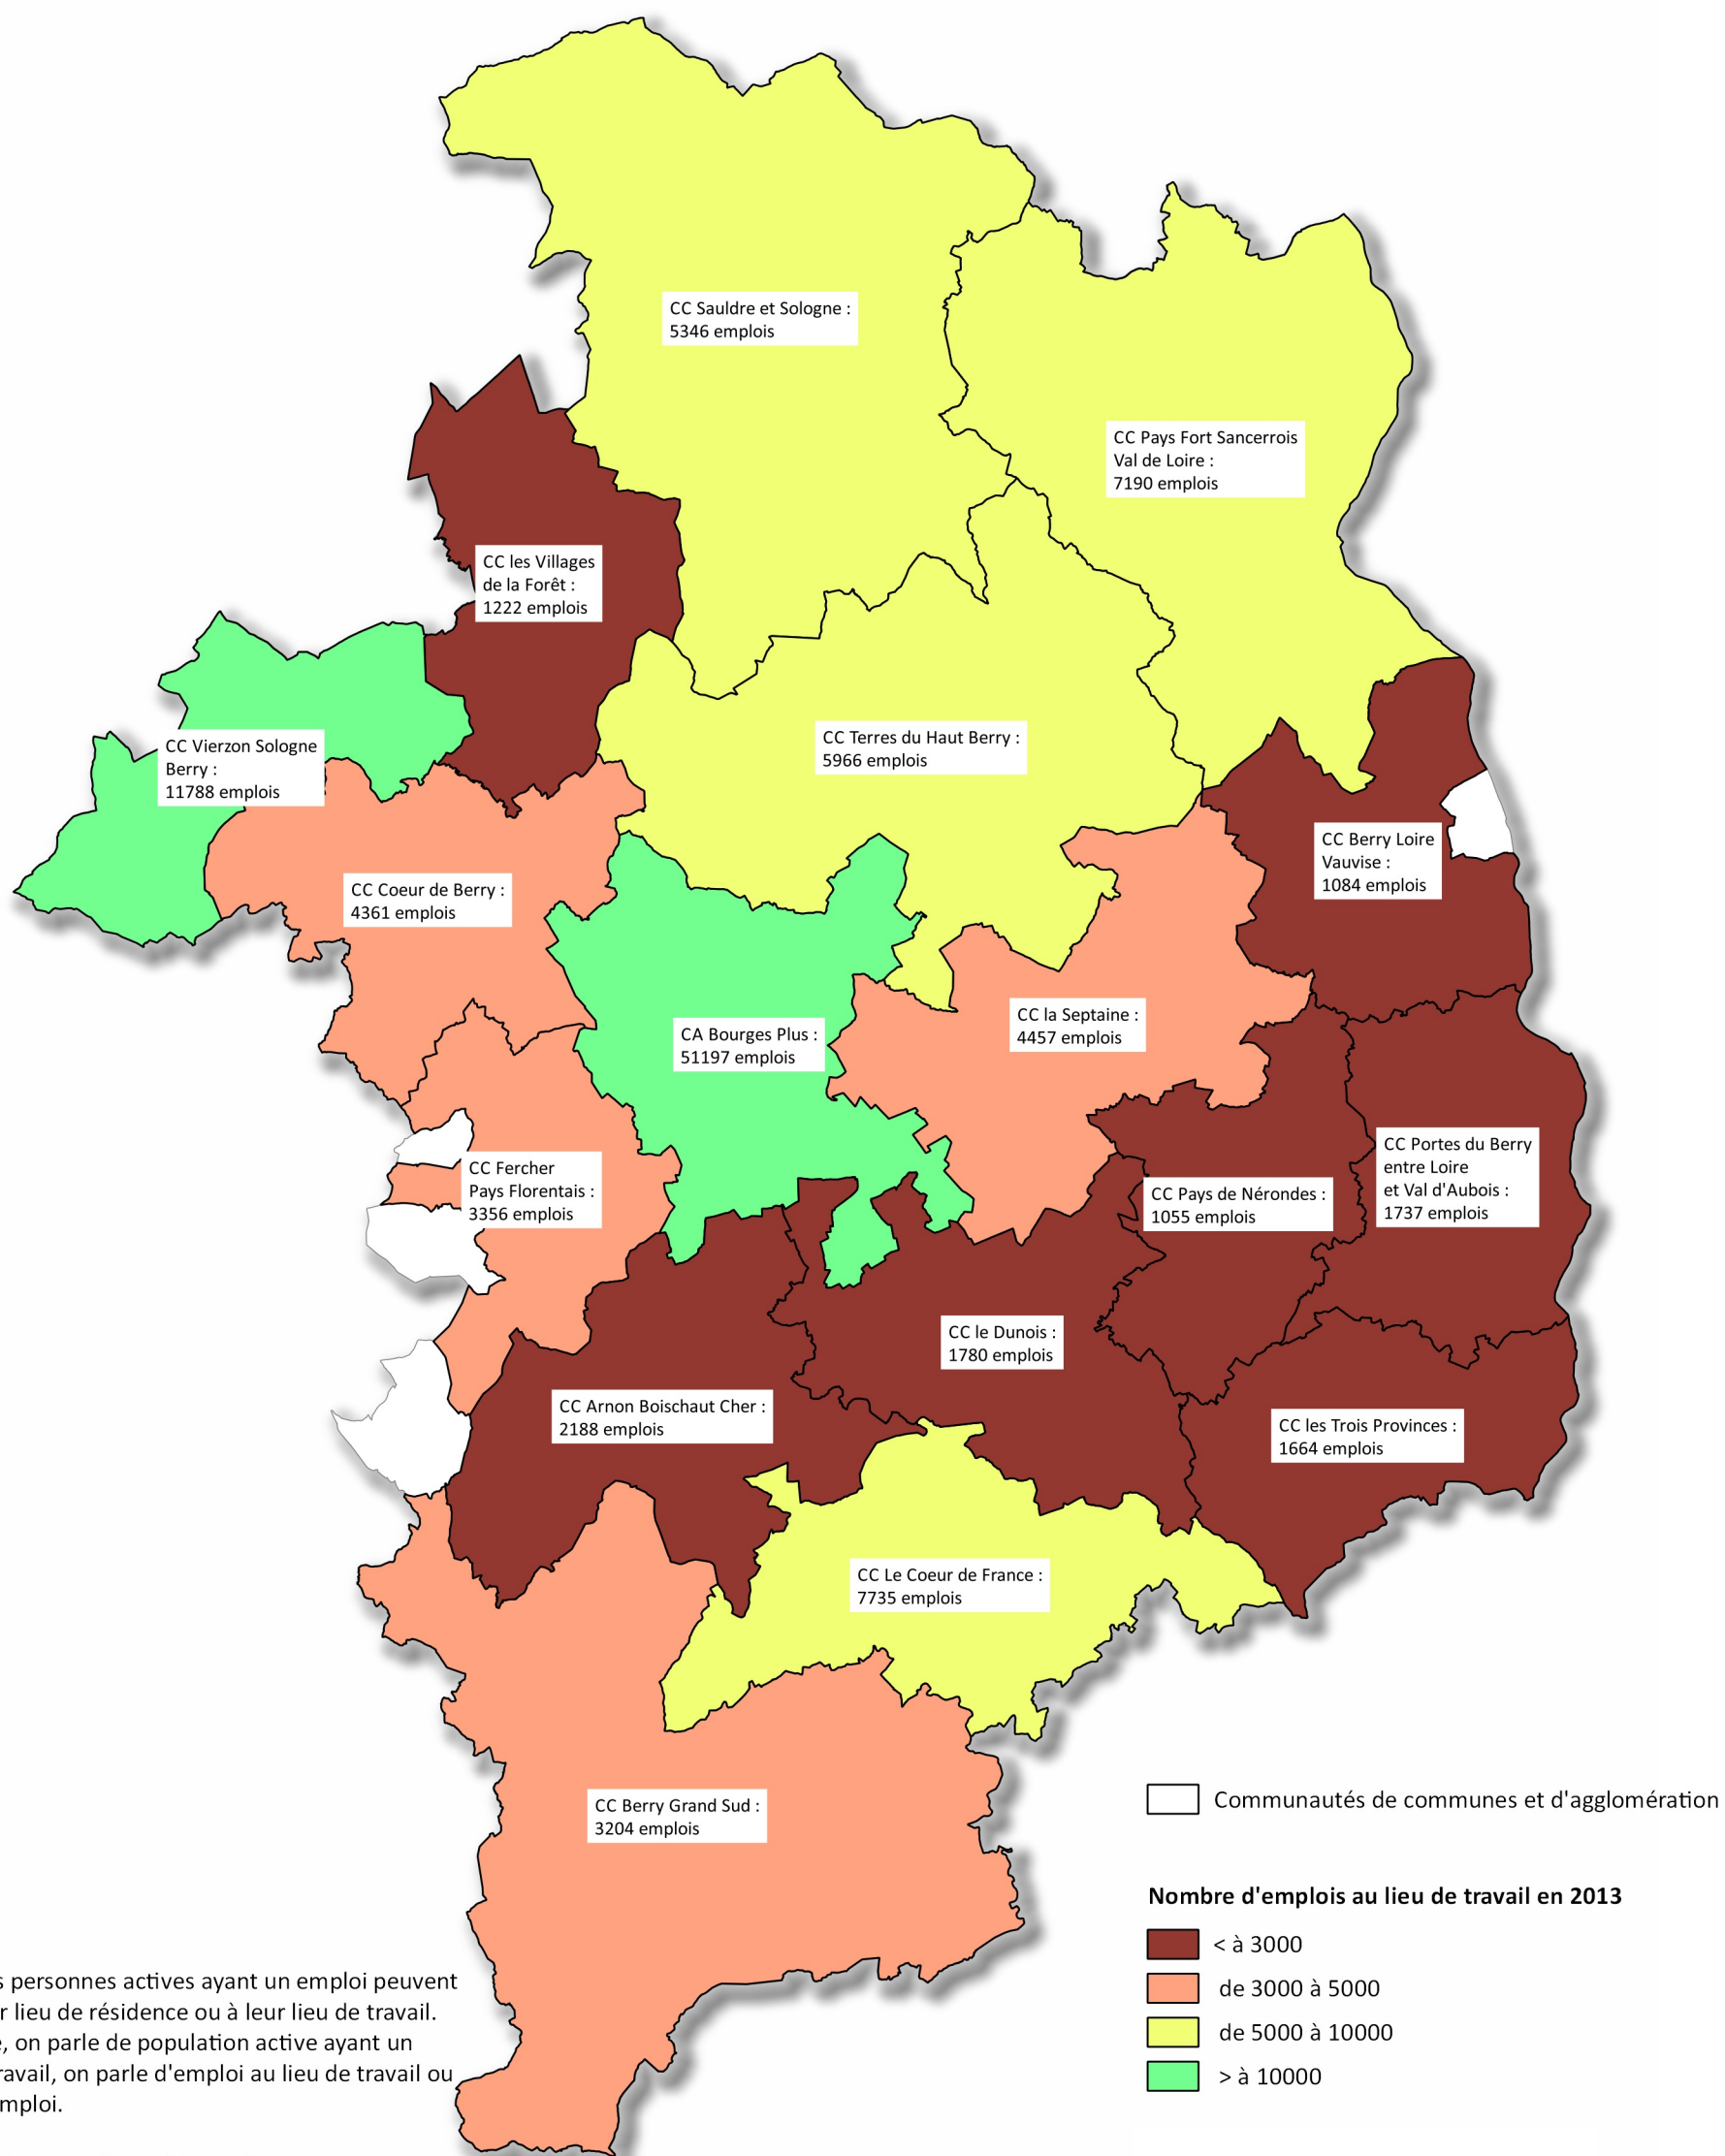 CC Sauldre et Sologne :
5346 emplois
CC Pays Fort Sancerrois
Val de Loire :
7190 emplois
CC les Villages
de la Forêt :
1222 emplois
CC Vierzon Sologne
Berry :
11788 emplois
CC Terres du Haut Berry :
5966 emplois
CC Berry Loire
Vauvise :
1084 emplois
CC Coeur de Berry :
4361 emplois
CA Bourges Plus :
51197 emplois
CC la Septaine :
4457 emplois
CC Fercher
Pays Florentais :
3356 emplois
CC Pays de Nérondes :
1055 emplois
CC Portes du Berry
entre Loire
et Val d'Aubois :
1737 emplois
CC le Dunois :
1780 emplois
CC Arnon Boischaut Cher :
2188 emplois
CC les Trois Provinces :
1664 emplois
CC Le Coeur de France :
7735 emplois
CC Berry Grand Sud :
3204 emplois
Communautés de communes et d'agglomération
Nombre d'emplois au lieu de travail en 2013
< à 3000
de 3000 à 5000
de 5000 à 10000
> à 10000
personnes actives ayant un emploi peuvent
lieu de résidence ou à leur lieu de travail.
on parle de population active ayant un
on parle d'emploi au lieu de travail ou